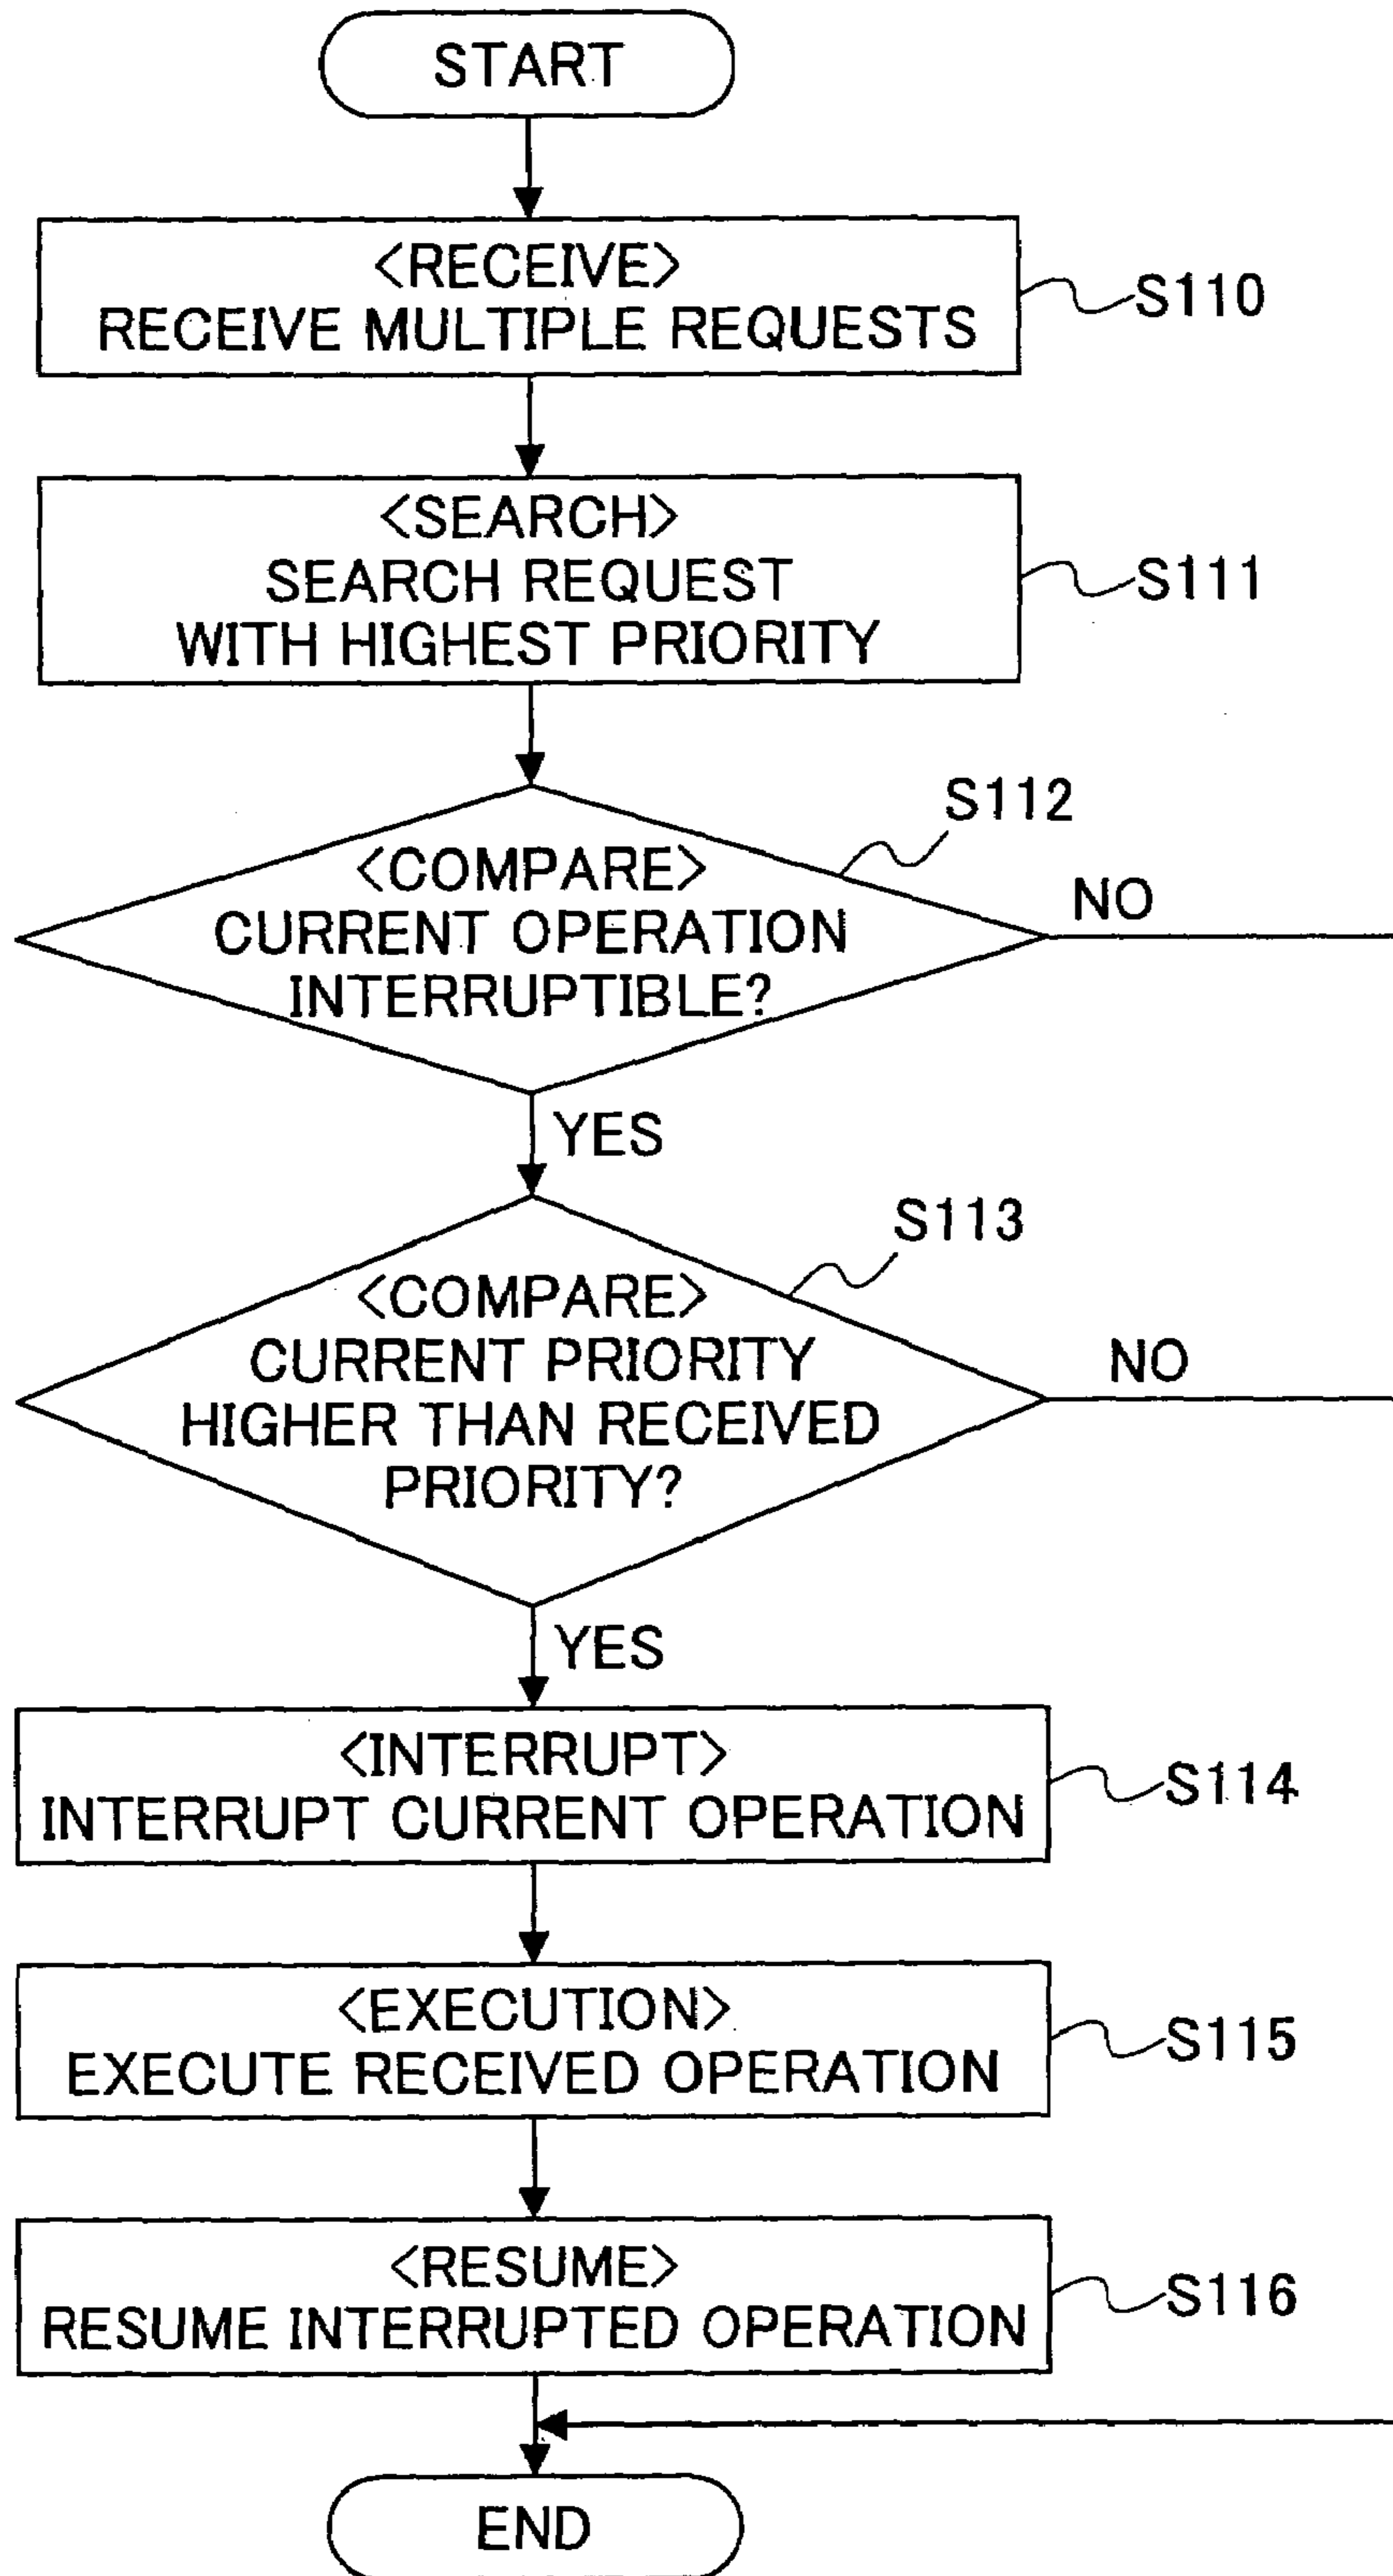 START
<RECEIVE>
RECEIVE MULTIPLE REQUESTS
S110
<SEARCH>
SEARCH REQUEST
WITH HIGHEST PRIORITY
S111
S112
<COMPARE>
CURRENT OPERATION
INTERRUPTIBLE?
NO
YES
S113
<COMPARE>
CURRENT PRIORITY
HIGHER THAN RECEIVED
PRIORITY?
NO
YES
<INTERRUPT>
INTERRUPT CURRENT OPERATION
S114
<EXECUTION>
EXECUTE RECEIVED OPERATION
S115
<RESUME>
RESUME INTERRUPTED OPERATION
S116
END